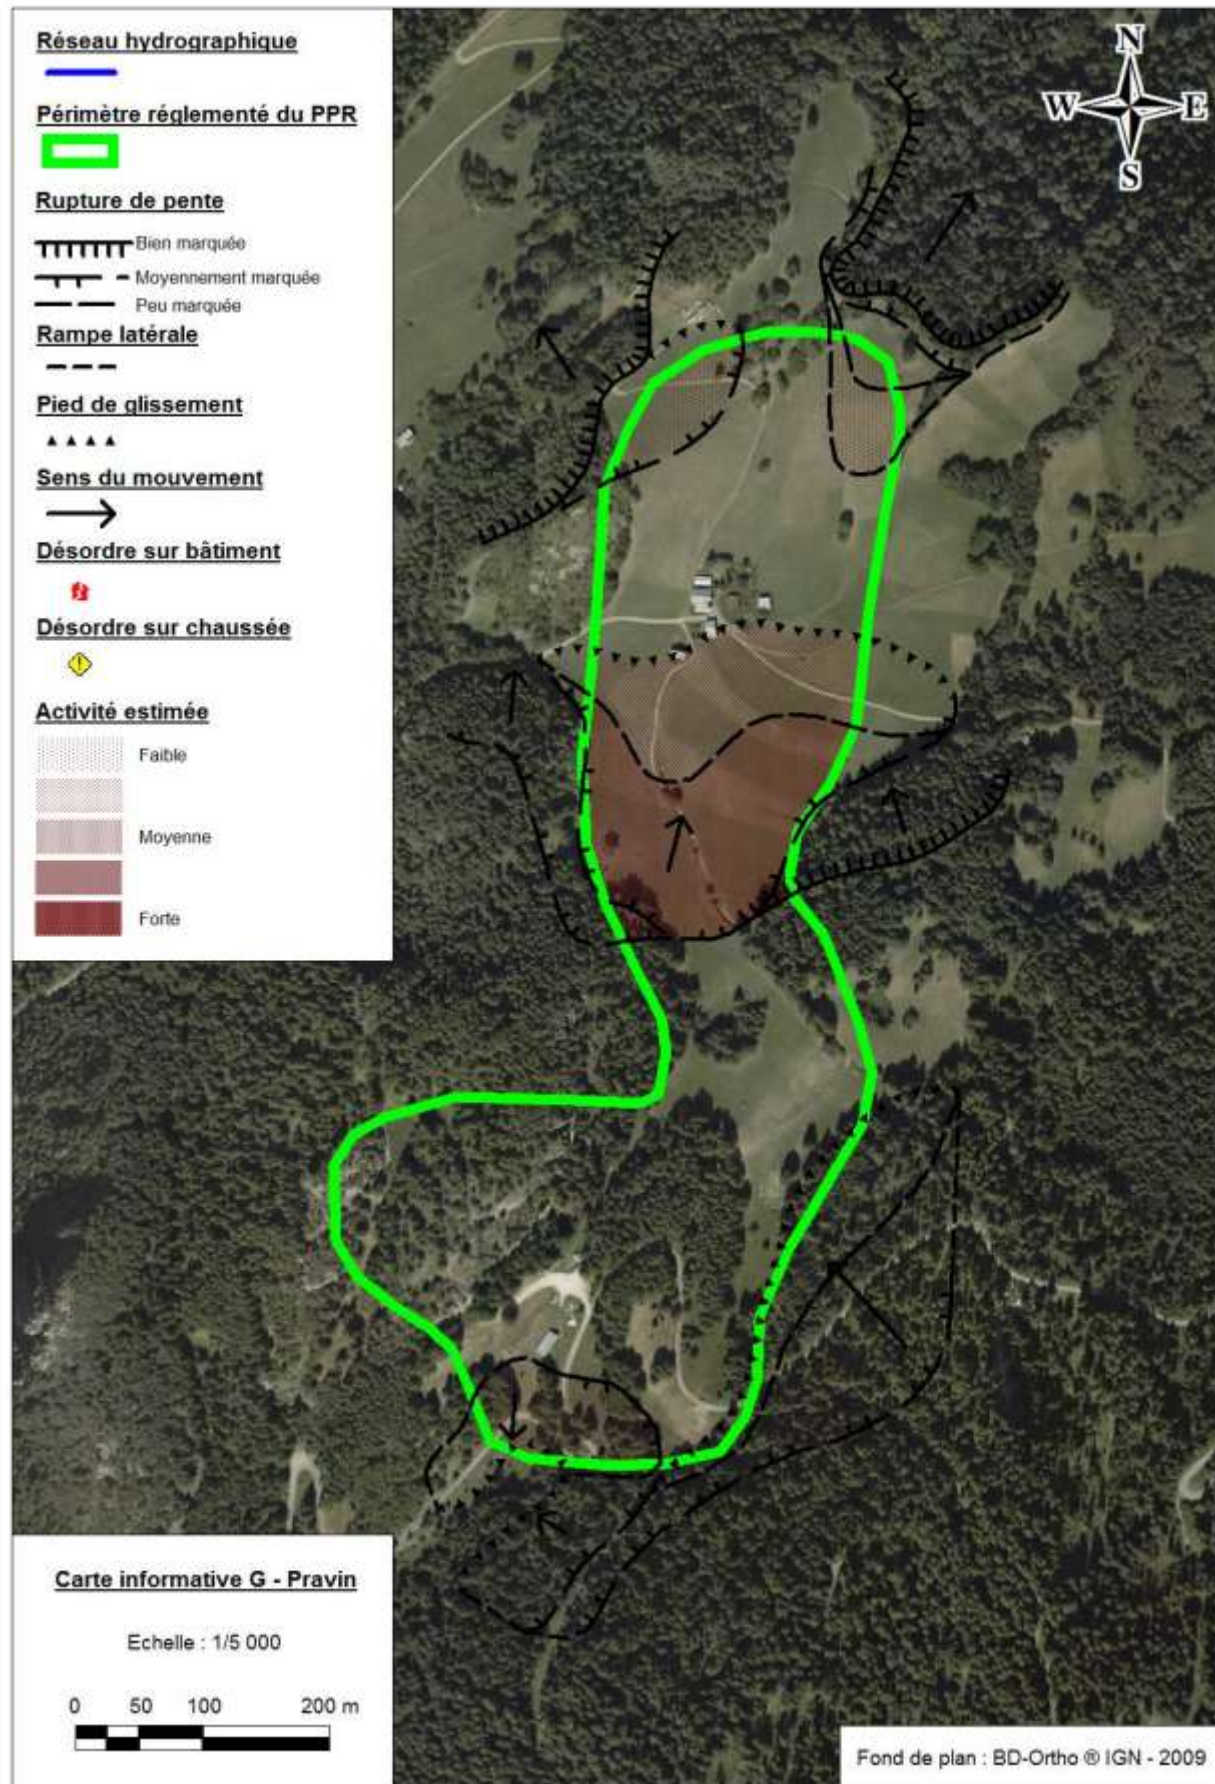 Réseau hydrographique
Périmètre réglementé du PPR
Rupture de pente
Bien marquée
Moyennement marquée
Peu marquée
Rampe latérale
Pied de glissement
Sens du mouvement
Désordre sur bâtiment
Désordre sur chaussée
!
Activité estimée
Faible
Moyenne
Forte
N
W E
S
Carte informative G - Pravin
Echelle : 1/5 000
0 50 100 200 m
Fond de plan : BD-Ortho ® IGN - 2009